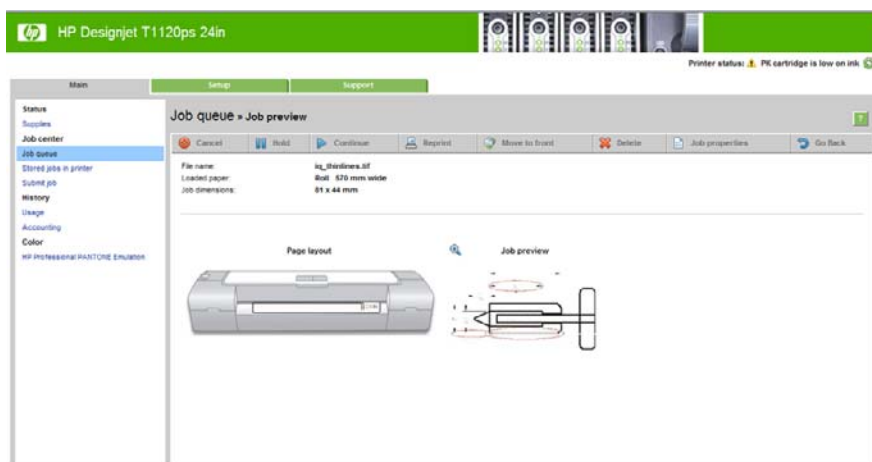 hp HP Designjet T1120ps 24in
Printer status: PK cartridge is low on ink
Main Setup Support
Status
Supplies
Job center
Job queue
Stored jobs in printer
Submit job
History
Usage
Accounting
Color
HP Professional PANTONE Emulation
Job queue » Job preview
?
Cancel Hold Continue Reprint Move to front Delete Job properties Go Back
File name: iq_thinlines.tif
Loaded paper: Roll 570 mm wide
Job dimensions: 81 x 44 mm
Page layout Job preview